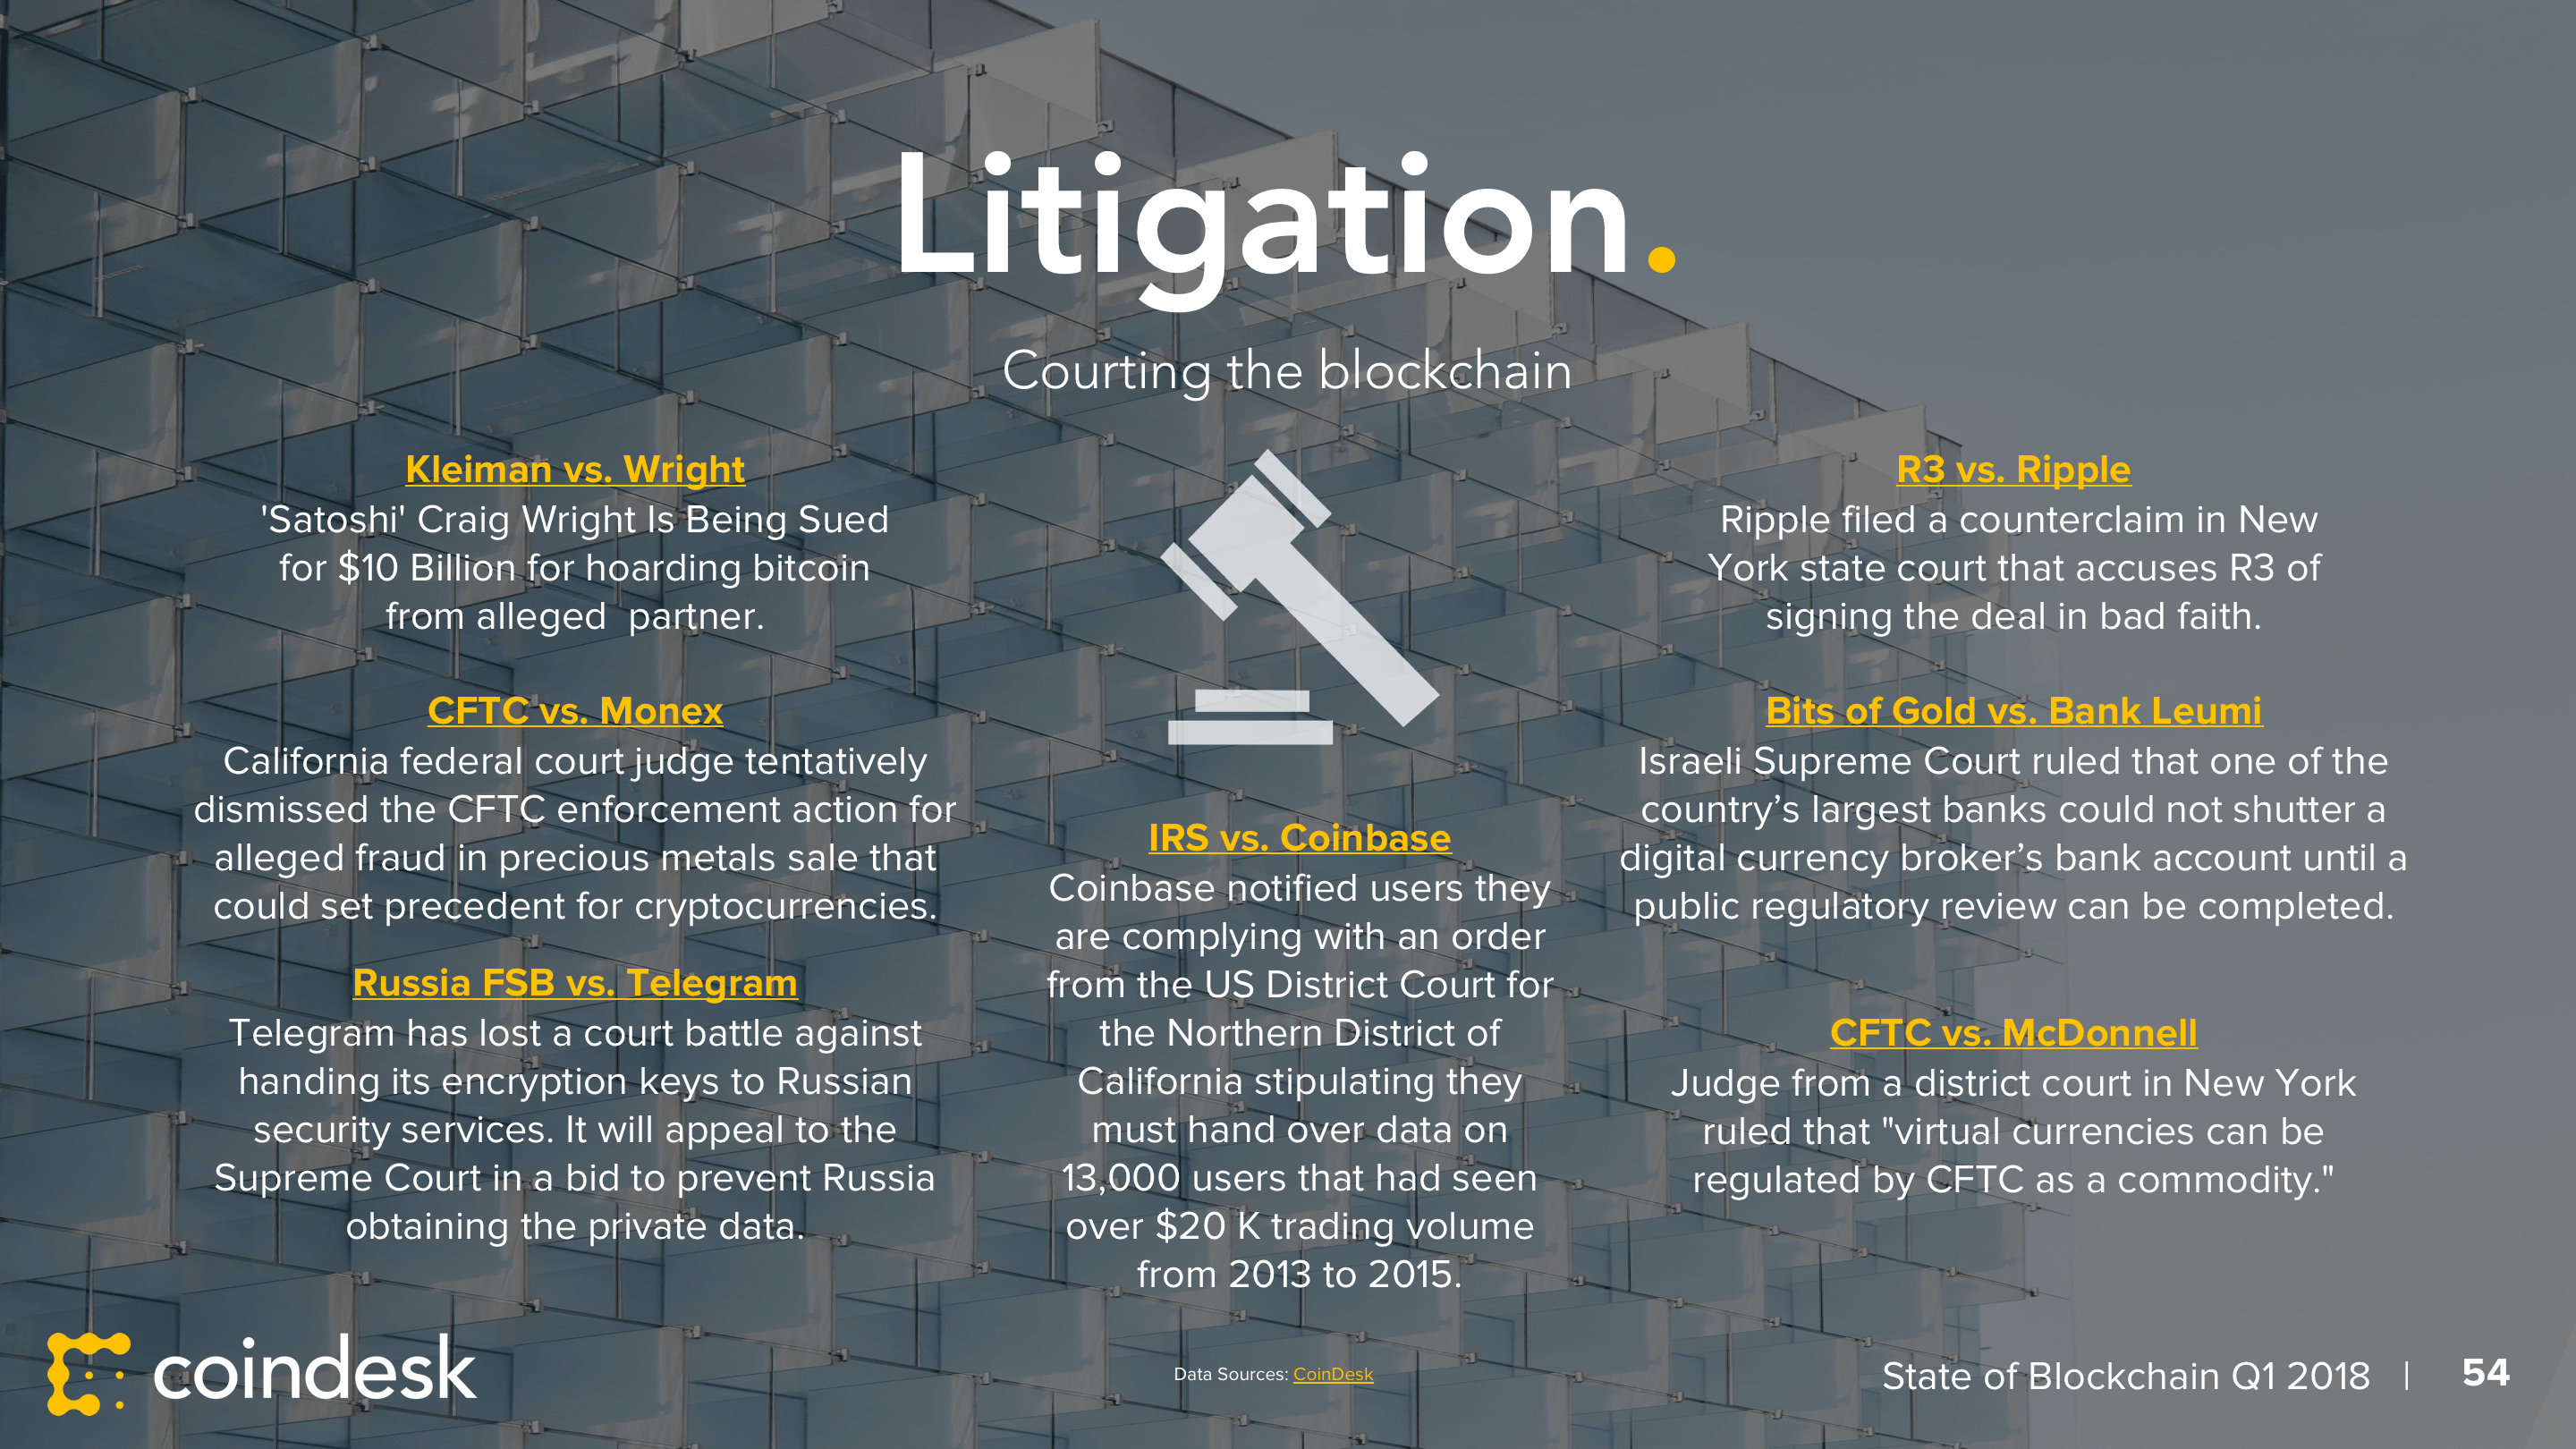 Litigation.
Courting the blockchain
Kleiman vs. Wright
'Satoshi' Craig Wright Is Being Sued
for $10 Billion for hoarding bitcoin
from alleged  partner.
CFTC vs. Monex
California federal court judge tentatively
dismissed the CFTC enforcement action for
alleged fraud in precious metals sale that
could set precedent for cryptocurrencies.
Russia FSB vs. Telegram
Telegram has lost a court battle against
handing its encryption keys to Russian
security services. It will appeal to the
Supreme Court in a bid to prevent Russia
obtaining the private data.
IRS vs. Coinbase
Coinbase notified users they
are complying with an order
from the US District Court for
the Northern District of
California stipulating they
must hand over data on
13,000 users that had seen
over $20 K trading volume
from 2013 to 2015.
R3 vs. Ripple
Ripple filed a counterclaim in New
York state court that accuses R3 of
signing the deal in bad faith.
Bits of Gold vs. Bank Leumi
Israeli Supreme Court ruled that one of the
country’s largest banks could not shutter a
digital currency broker’s bank account until a
public regulatory review can be completed.
CFTC vs. McDonnell
Judge from a district court in New York
ruled that "virtual currencies can be
regulated by CFTC as a commodity."
coindesk
Data Sources: CoinDesk
State of Blockchain Q1 2018 | 54